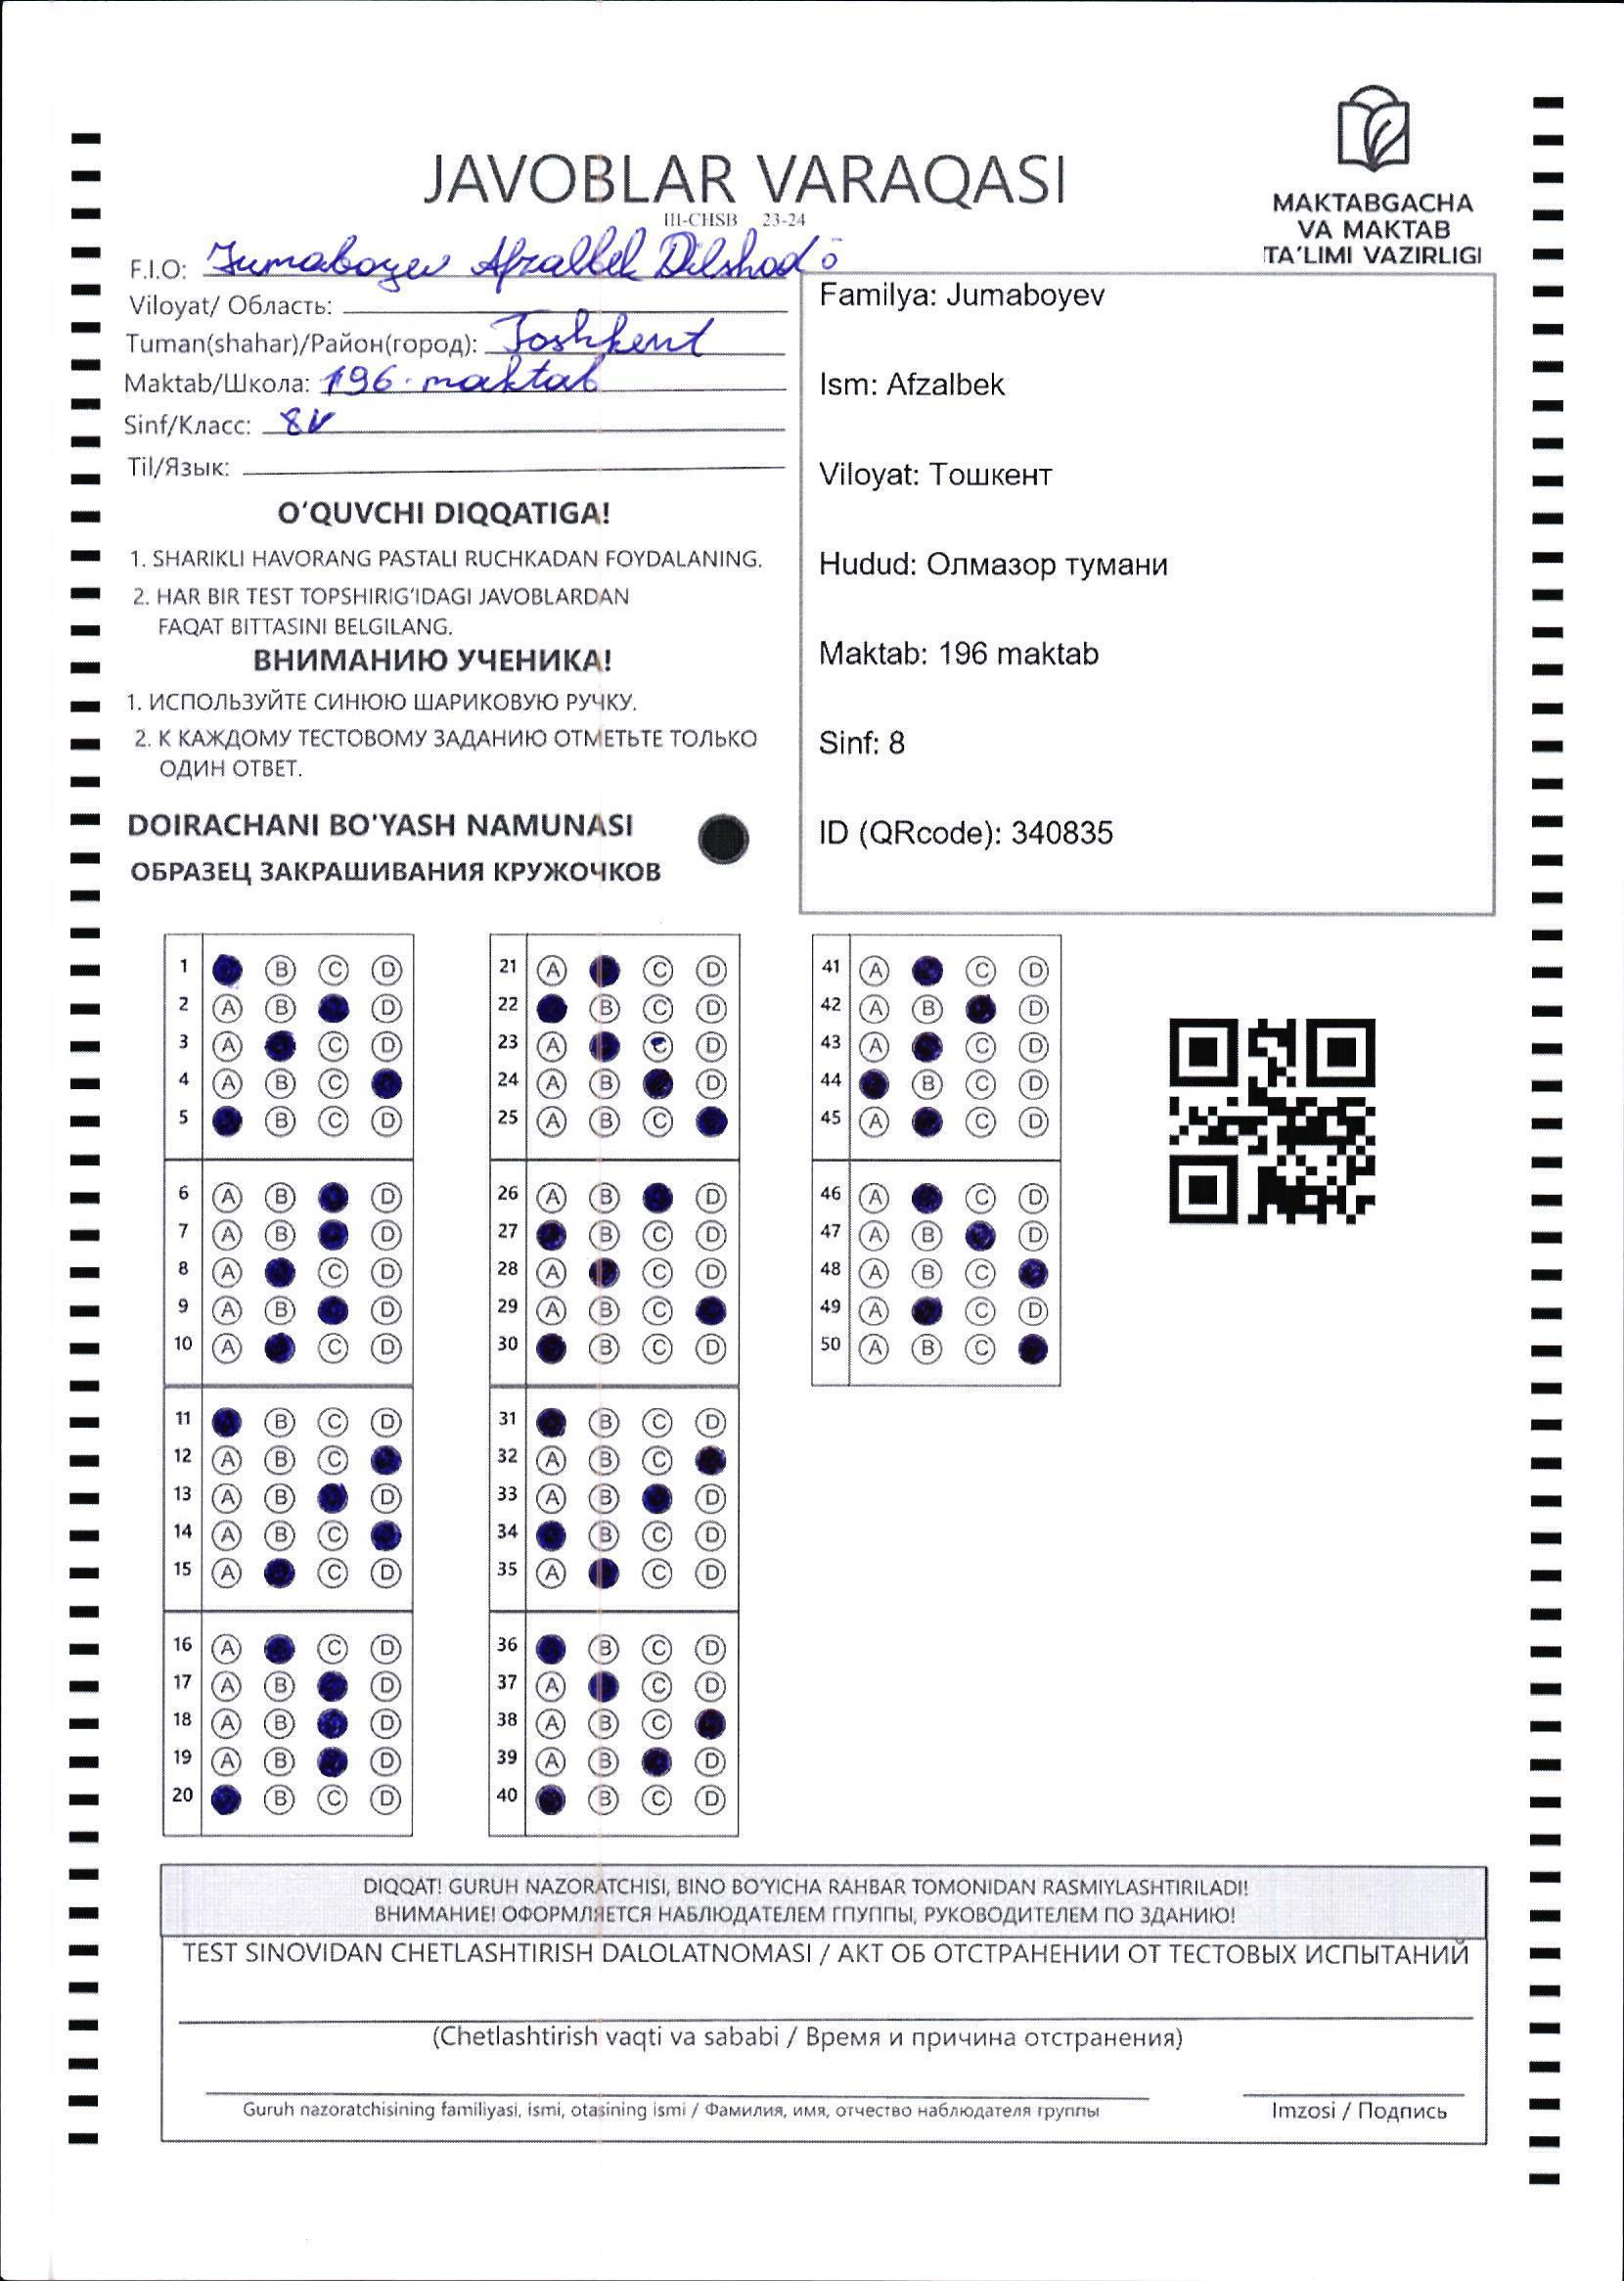 JAVOBLAR VARAQASI
III-CHSB 23-24
MAKTABGACHA
VA MAKTAB
TA'LIMI VAZIRLIGI
F.I.O: Jumaboyev Afzalbek Dilshod o
Viloyat/ Область:
Tuman(shahar)/Район(город): Toshkent
Maktab/Школа: 196 maktab
Sinf/Класс: 8V
Til/Язык:
Familya: Jumaboyev
Ism: Afzalbek
Viloyat: Тошкент
Hudud: Олмазор тумани
Maktab: 196 maktab
Sinf: 8
ID (QRcode): 340835
O'QUVCHI DIQQATIGA!
1. SHARIKLI HAVORANG PASTALI RUCHKADAN FOYDALANING.
2. HAR BIR TEST TOPSHIRIG'IDAGI JAVOBLARDAN
FAQAT BITTASINI BELGILANG.
ВНИМАНИЮ УЧЕНИКА!
1. ИСПОЛЬЗУЙТЕ СИНЮЮ ШАРИКОВУЮ РУЧКУ.
2. К КАЖДОМУ ТЕСТОВОМУ ЗАДАНИЮ ОТМЕТЬТЕ ТОЛЬКО
ОДИН ОТВЕТ.
DOIRACHANI BO'YASH NAMUNASI
ОБРАЗЕЦ ЗАКРАШИВАНИЯ КРУЖОЧКОВ
1 B C D
2 A B D
3 A C D
4 A B C
5 B C D
6 A B D
7 A B D
8 A C D
9 A B D
10 A C D
11 B C D
12 A B C
13 A B D
14 A B C
15 A C D
16 A C D
17 A B D
18 A B D
19 A B D
20 B C D
21 A C D
22 B C D
23 A C D
24 A B D
25 A B C
26 A B D
27 B C D
28 A C D
29 A B C
30 B C D
31 B C D
32 A B C
33 A B D
34 B C D
35 A C D
36 B C D
37 A C D
38 A B C
39 A B D
40 B C D
41 A C D
42 A B D
43 A C D
44 B C D
45 A C D
46 A C D
47 A B D
48 A B C
49 A C D
50 A B C
DIQQAT! GURUH NAZORATCHISI, BINO BO'YICHA RAHBAR TOMONIDAN RASMIYLASHTIRILADI!
ВНИМАНИЕ! ОФОРМЛЯЕТСЯ НАБЛЮДАТЕЛЕМ ГПУППЫ, РУКОВОДИТЕЛЕМ ПО ЗДАНИЮ!
TEST SINOVIDAN CHETLASHTIRISH DALOLATNOMASI / АКТ ОБ ОТСТРАНЕНИИ ОТ ТЕСТОВЫХ ИСПЫТАНИЙ
(Chetlashtirish vaqti va sababi / Время и причина отстранения)
Guruh nazoratchisining familiyasi, ismi, otasining ismi / Фамилия, имя, отчество наблюдателя группы
Imzosi / Подпись